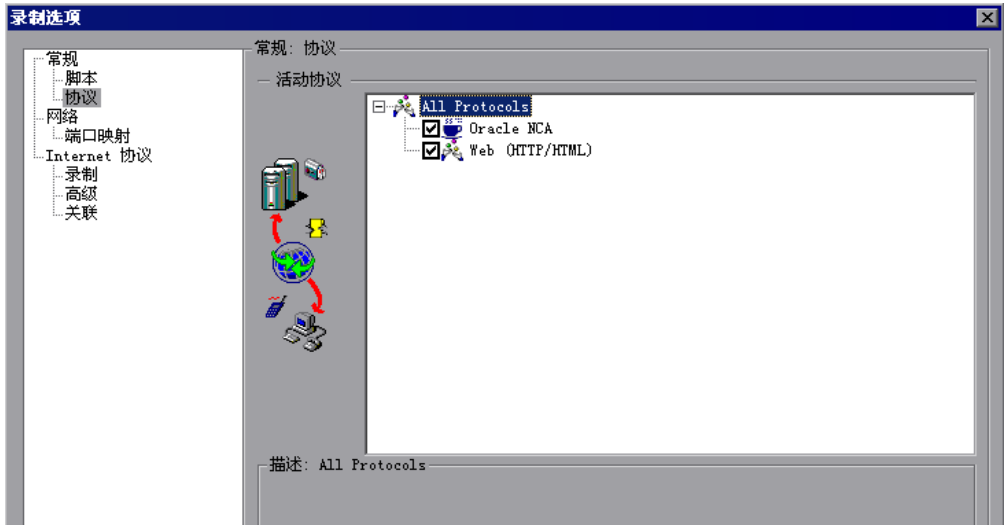 录制选项
常规
脚本
协议
网络
端口映射
Internet 协议
录制
高级
关联
常规: 协议
活动协议
All Protocols
Oracle NCA
Web (HTTP/HTML)
描述: All Protocols